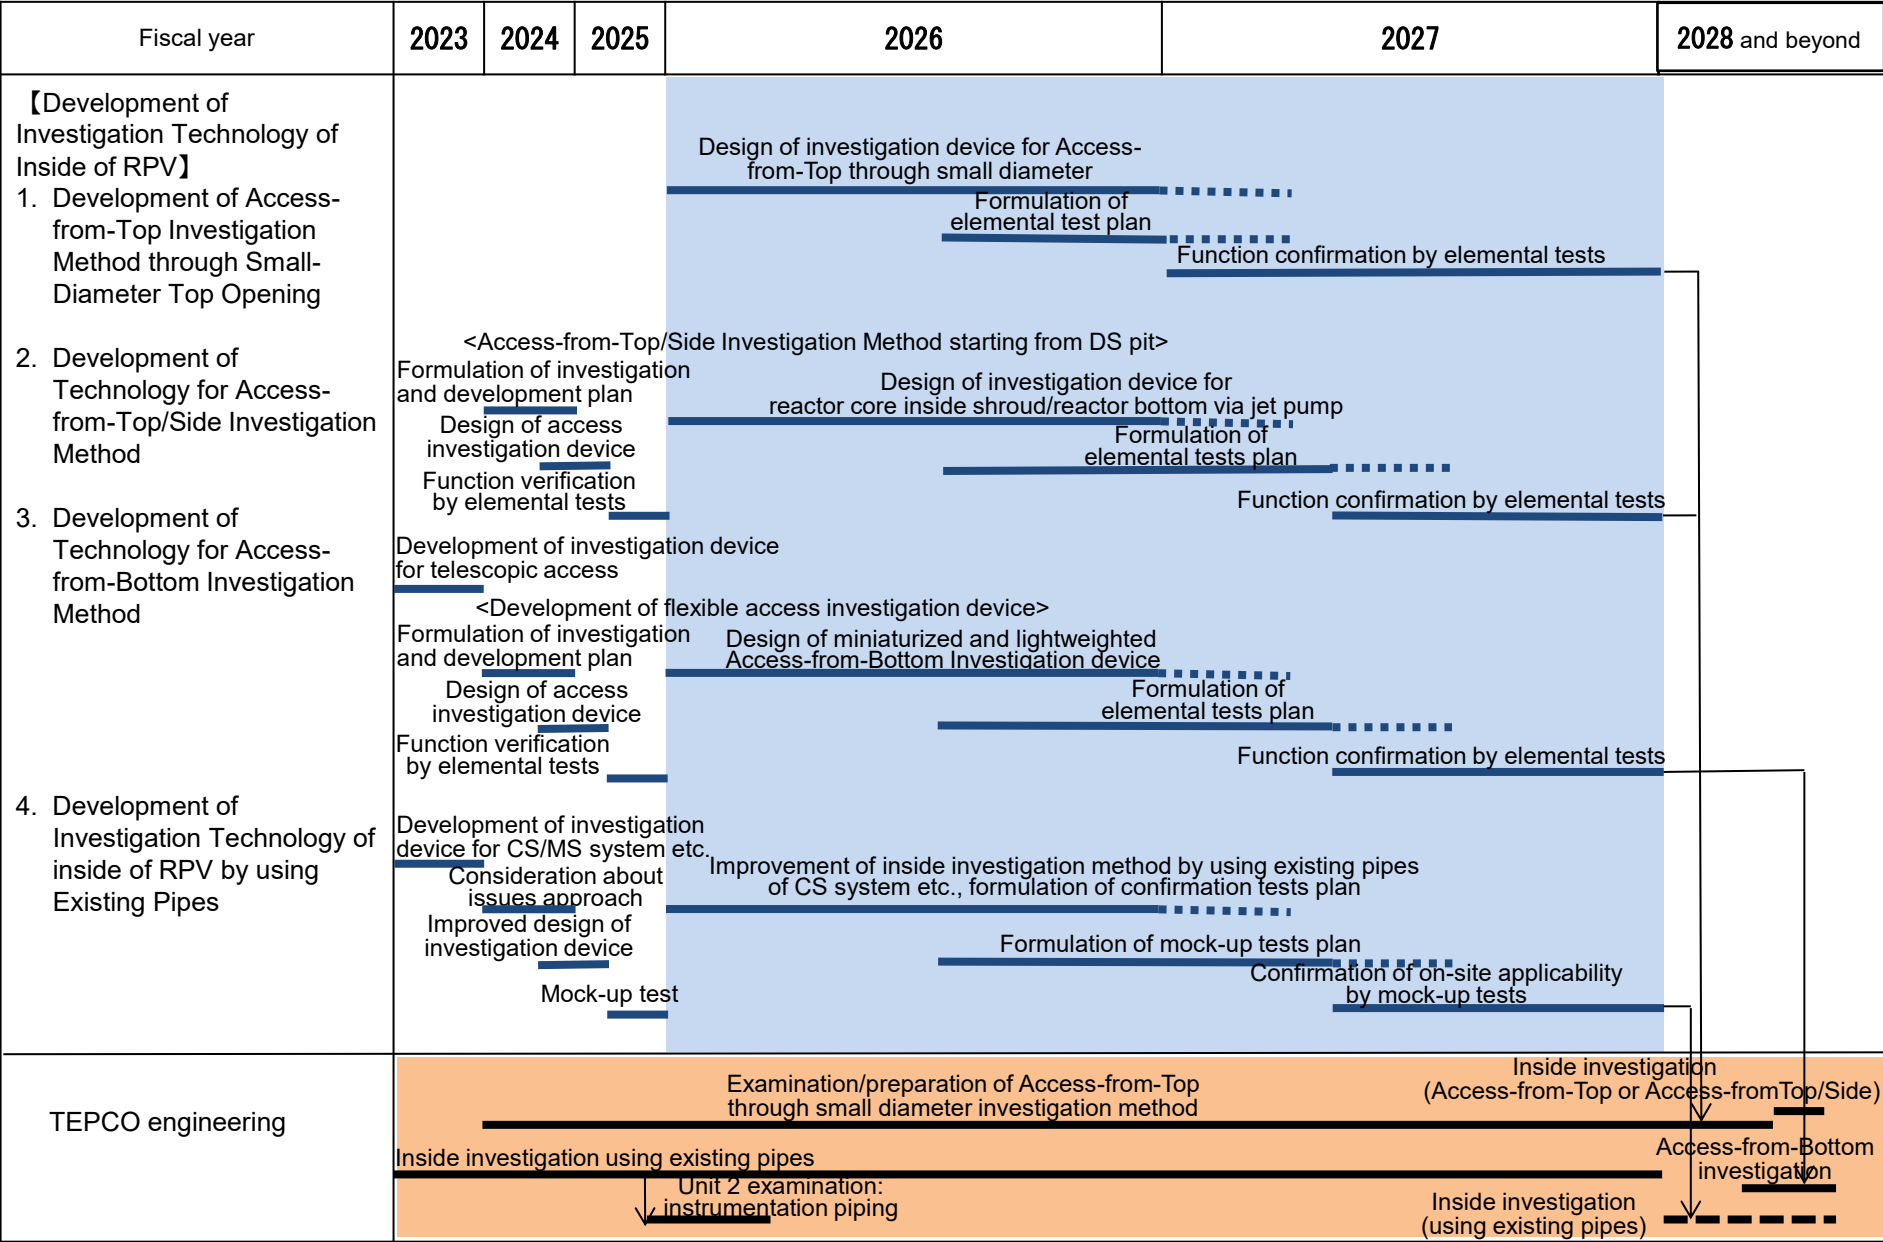 Fiscal year
2023
2024
2025
2026
2027
2028 and beyond
【Development of
Investigation Technology of
Inside of RPV】
1. Development of Access-
from-Top Investigation
Method through Small-
Diameter Top Opening
2. Development of
Technology for Access-
from-Top/Side Investigation
Method
3. Development of
Technology for Access-
from-Bottom Investigation
Method
4. Development of
Investigation Technology of
inside of RPV by using
Existing Pipes
Design of investigation device for Access-
from-Top through small diameter
Formulation of
elemental test plan
Function confirmation by elemental tests
<Access-from-Top/Side Investigation Method starting from DS pit>
Formulation of investigation
and development plan
Design of access
investigation device
Function verification
by elemental tests
Design of investigation device for
reactor core inside shroud/reactor bottom via jet pump
Formulation of
elemental tests plan
Function confirmation by elemental tests
Development of investigation device
for telescopic access
<Development of flexible access investigation device>
Formulation of investigation
and development plan
Design of access
investigation device
Function verification
by elemental tests
Design of miniaturized and lightweighted
Access-from-Bottom Investigation device
Formulation of
elemental tests plan
Function confirmation by elemental tests
Development of investigation
device for CS/MS system etc.
Consideration about
issues approach
Improved design of
investigation device
Mock-up test
Improvement of inside investigation method by using existing pipes
of CS system etc., formulation of confirmation tests plan
Formulation of mock-up tests plan
Confirmation of on-site applicability
by mock-up tests
TEPCO engineering
Examination/preparation of Access-from-Top
through small diameter investigation method
Inside investigation
(Access-from-Top or Access-fromTop/Side)
Inside investigation using existing pipes
Unit 2 examination:
instrumentation piping
Access-from-Bottom
investigation
Inside investigation
(using existing pipes)